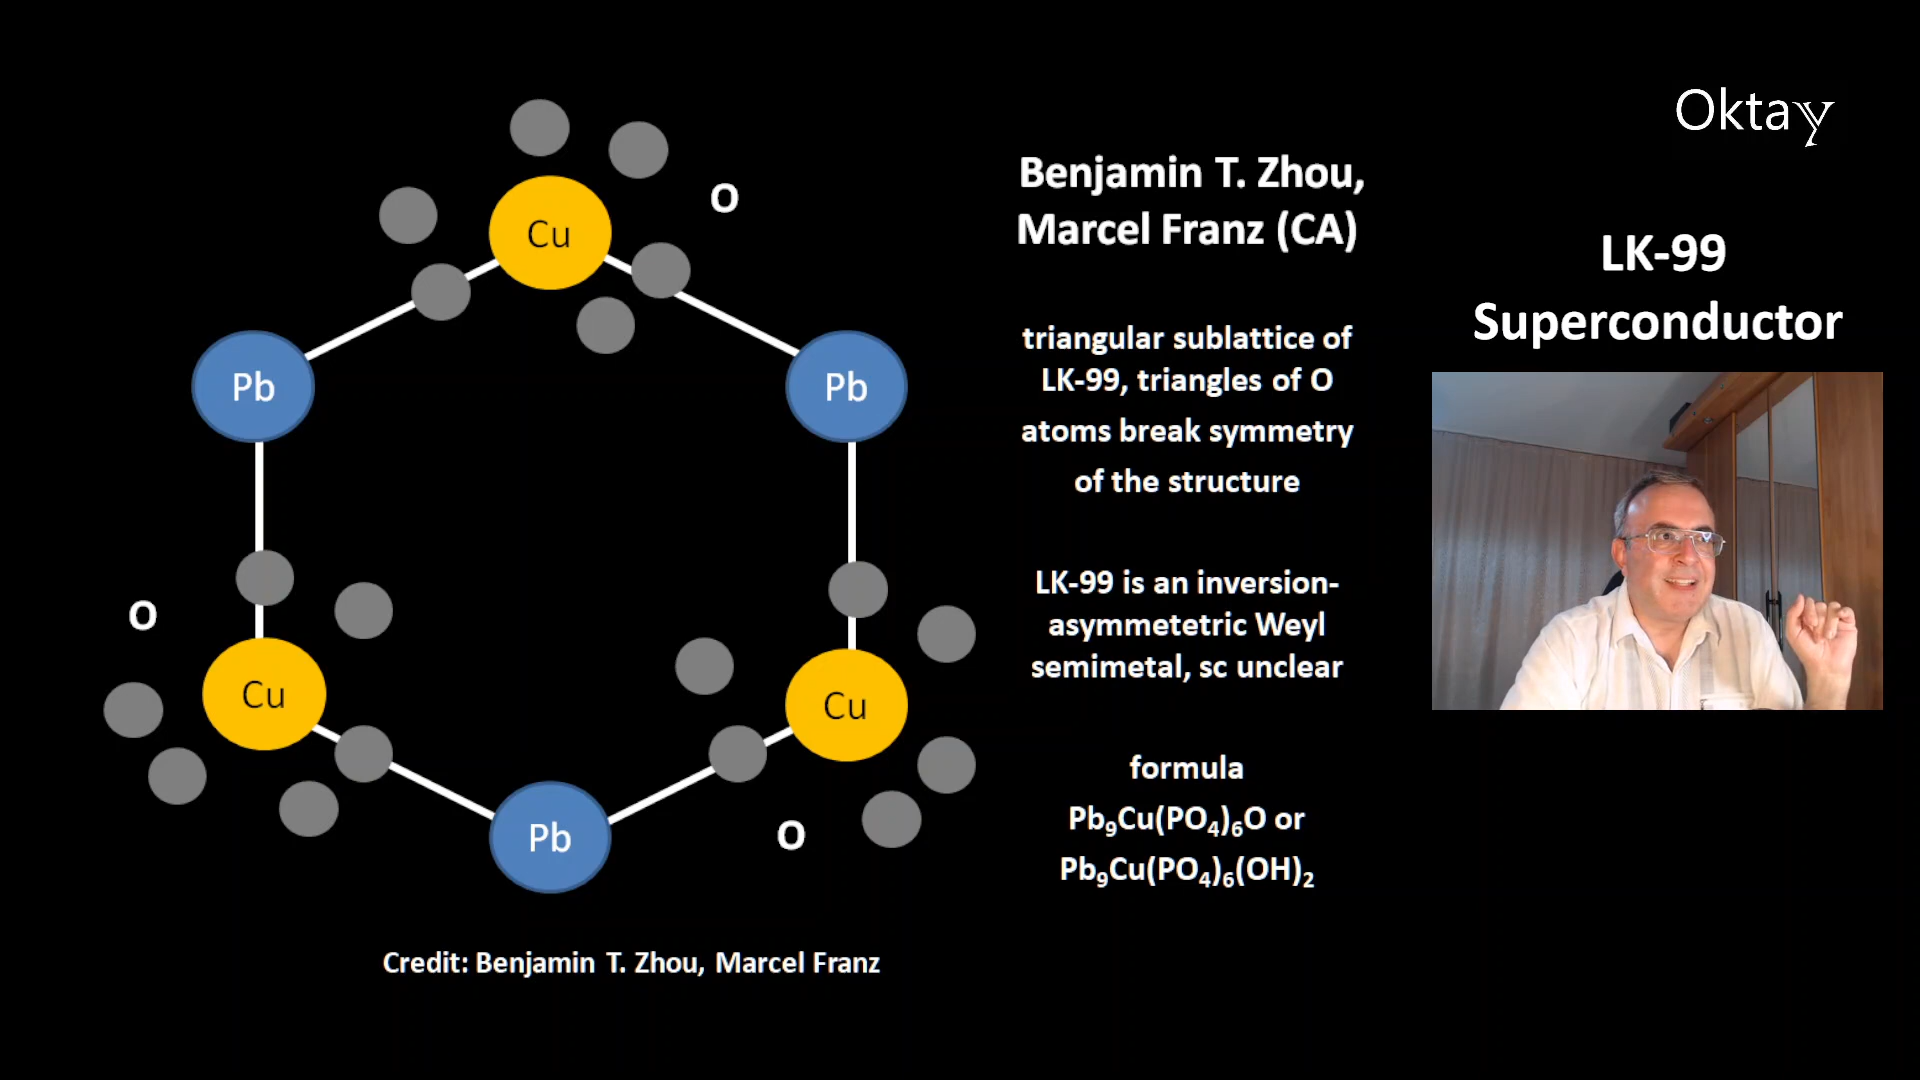 Oktay
LK-99
Superconductor
Benjamin T. Zhou,
Marcel Franz (CA)
triangular sublattice of
LK-99, triangles of O
atoms break symmetry
of the structure
LK-99 is an inversion-
asymmetetric Weyl
semimetal, sc unclear
formula
Pb₉Cu(PO₄)₆O or
Pb₉Cu(PO₄)₆(OH)₂
Cu
O
Pb
Pb
O
Cu
Cu
Pb
O
Credit: Benjamin T. Zhou, Marcel Franz